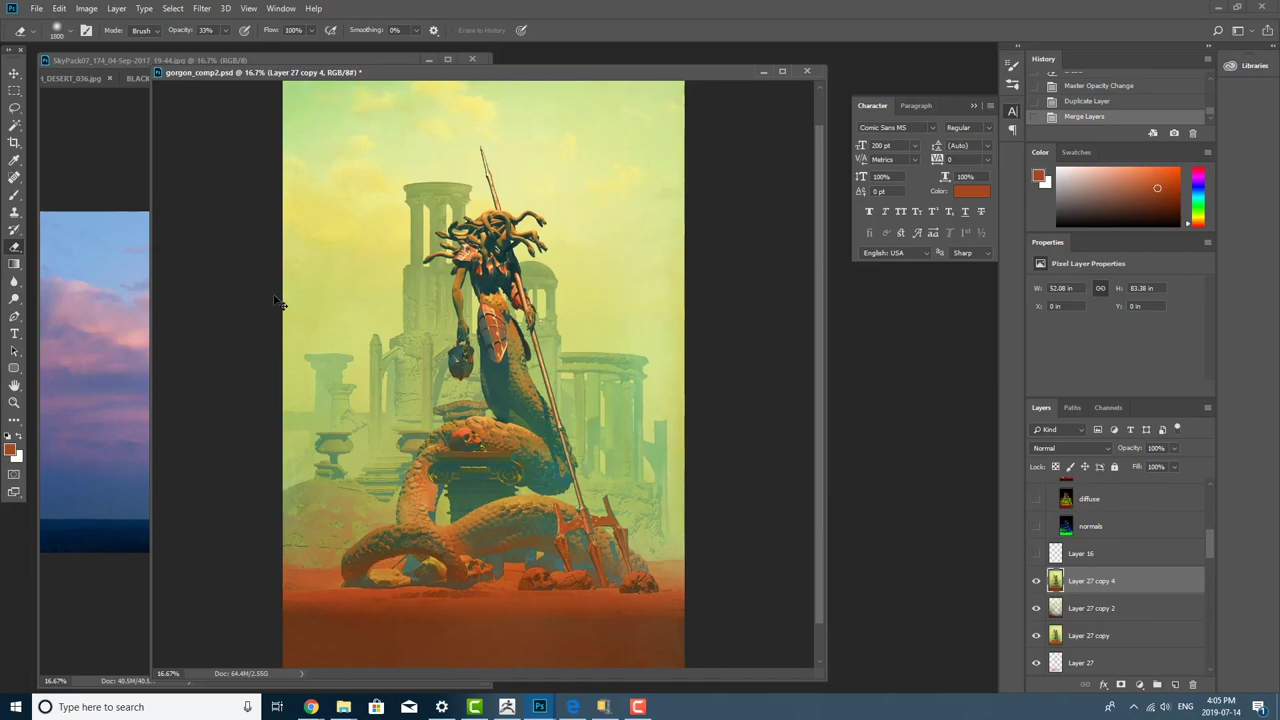 File Edit Image Layer Type Select Filter 3D View Window Help
1800 Mode: Brush Opacity: 33% Flow: 100% Smoothing: 0% Erase to History
SkyPack07_174_04-Sep-2017_19-44.jpg
_DESERT_036.jpg × BLACK
gorgon_comp2.psd @ 16.7% (Layer 27 copy 4, RGB/8#) *
16.67% Doc: 40.5M/40.5
16.67% Doc: 64.4M/2.55G
Character Paragraph
Comic Sans MS Regular
200 pt (Auto)
Metrics 0
100% 100%
0 pt Color:
English: USA Sharp
History
Master Opacity Change
Duplicate Layer
Merge Layers
Color Swatches
Properties
Pixel Layer Properties
W: 52.08 in H: 83.38 in
X: 0 in Y: 0 in
Layers Paths Channels
Kind
Normal Opacity: 100%
Lock: Fill: 100%
diffuse
normals
Layer 16
Layer 27 copy 4
Layer 27 copy 2
Layer 27 copy
Layer 27
Libraries
Type here to search
ENG
4:05 PM
2019-07-14